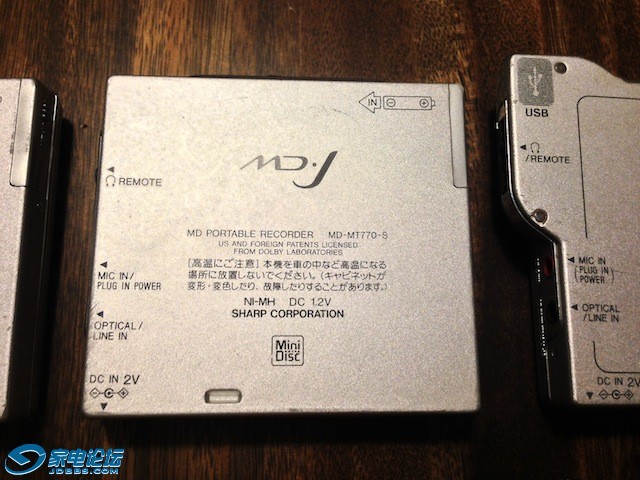 IN
USB
REMOTE
/REMOTE
MD PORTABLE RECORDER MD-MT770-S
US AND FOREIGN PATENTS LICENSED
FROM DOLBY LABORATORIES
[高温にご注意] 本機を車の中など高温になる
場所に放置しないでください。(キャビネットが
変形・変色したり、故障したりすることがあります。)
NI-MH DC 1.2V
SHARP CORPORATION
Mini
Disc
MIC IN/
PLUG IN POWER
OPTICAL/
LINE IN
DC IN 2V
MIC IN
(PLUG IN
POWER)
OPTICAL
/LINE IN
DC IN 2V
家电论坛
JDBBS.COM